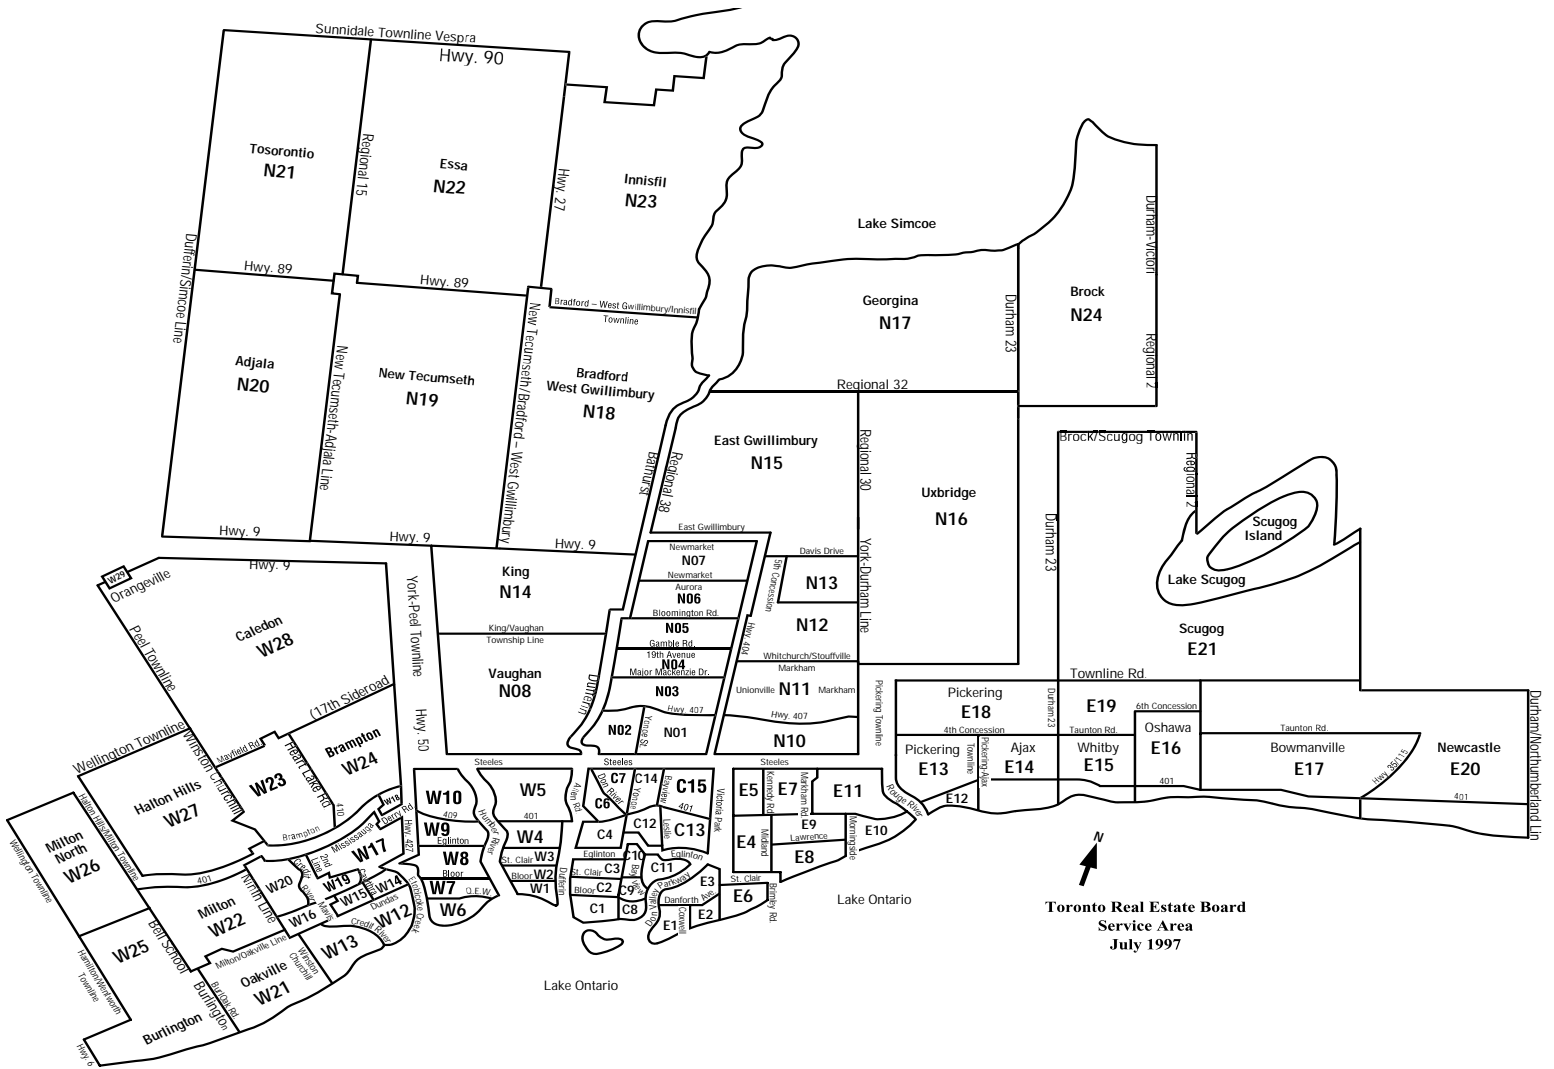 Sunnidale Townline Vespra
Hwy. 90
Tosorontio
N21
Regional 15
Essa
N22
Hwy. 27
Innisfil
N23
Lake Simcoe
Durham-Victori
Dufferin/Simcoe Line
Hwy. 89
Hwy. 89
Bradford – West Gwillimbury/Innisfil
Townline
Georgina
N17
Durham 23
Brock
N24
Regional 2
Adjala
N20
New Tecumseth-Adjala Line
New Tecumseth
N19
New Tecumseth/Bradford – West Gwillimbury
Bradford
West Gwillimbury
N18
Regional 32
Bathurst
Regional 38
East Gwillimbury
N15
Regional 30
Uxbridge
N16
Brock/Scugog Townlin
Regional 2
Scugog
Island
Lake Scugog
Durham 23
Scugog
E21
Hwy. 9
Hwy. 9
Hwy. 9
East Gwillimbury
Newmarket
N07
Newmarket
Aurora
N06
Bloomington Rd.
N05
Gamble Rd.
19th Avenue
N04
Major Mackenzie Dr.
N03
Hwy. 407
N02
Yonge St.
N01
Davis Drive
5th Concession
N13
N12
Hwy. 404
York-Durham Line
Whitchurch/Stouffville
Markham
Unionville
N11
Markham
Hwy. 407
N10
Pickering Townline
W29
Orangeville
Hwy. 9
Peel Townline
Caledon
W28
York-Peel Townline
King
N14
King/Vaughan
Township Line
Vaughan
N08
Dufferin
Hwy. 50
(17th Sideroad
Townline Rd.
Pickering
E18
4th Concession
Durham23
E19
Taunton Rd.
6th Concession
Oshawa
E16
Taunton Rd.
Pickering
E13
Townline
Pickering-Ajax
Ajax
E14
Whitby
E15
401
Bowmanville
E17
Hwy. 35/115
Newcastle
E20
401
Durham/Northumberland Lin
E12
Wellington Townline
Winston Churchill
Mayfield Rd.
Heart Lake Rd
Brampton
W24
W23
410
Halton Hills
W27
Halton Hills/Milton Townline
Milton
North
W26
Wellington Townline
Brampton
Mississauga
W17
W18
Derry Rd
Hwy. 427
401
Milton
W22
Ninth Line
W20
Credit
River
2nd
Line
W19
Mavis
W16
W15
W14
Dundas
W12
Etobicoke Creek
Credit River
W13
Winston
Churchill
Milton/Oakville Line
Oakville
W21
W25
Bell School
Hamilton/Wentworth
Townline
Burl/Oak Rd.
Burlington
Burlington
Hwy. 6
Steeles
W10
409
W9
Eglinton
W8
Bloor
W7
Q.E.W.
W6
Humber River
W5
401
W4
St. Clair
W3
Bloor
W2
W1
Allen Rd
Dufferin
Steeles
Don River
C7
C14
C6
Yonge
Bayview
C15
401
C4
C12
Leslie
C13
Victoria Park
Eglinton
C10
Eglinton
St. Clair
C3
Bayview
C11
Bloor
C2
C9
C1
C8
Don Valley
Parkway
E3
Danforth Ave
E1
Coxwell
E2
Steeles
E5
Kennedy Rd
E7
Markham Rd
E11
Rouge River
E4
Midland
E9
Lawrence
E8
Morningside
E10
St. Clair
E6
Brimley Rd.
Lake Ontario
Lake Ontario
N
Toronto Real Estate Board
Service Area
July 1997